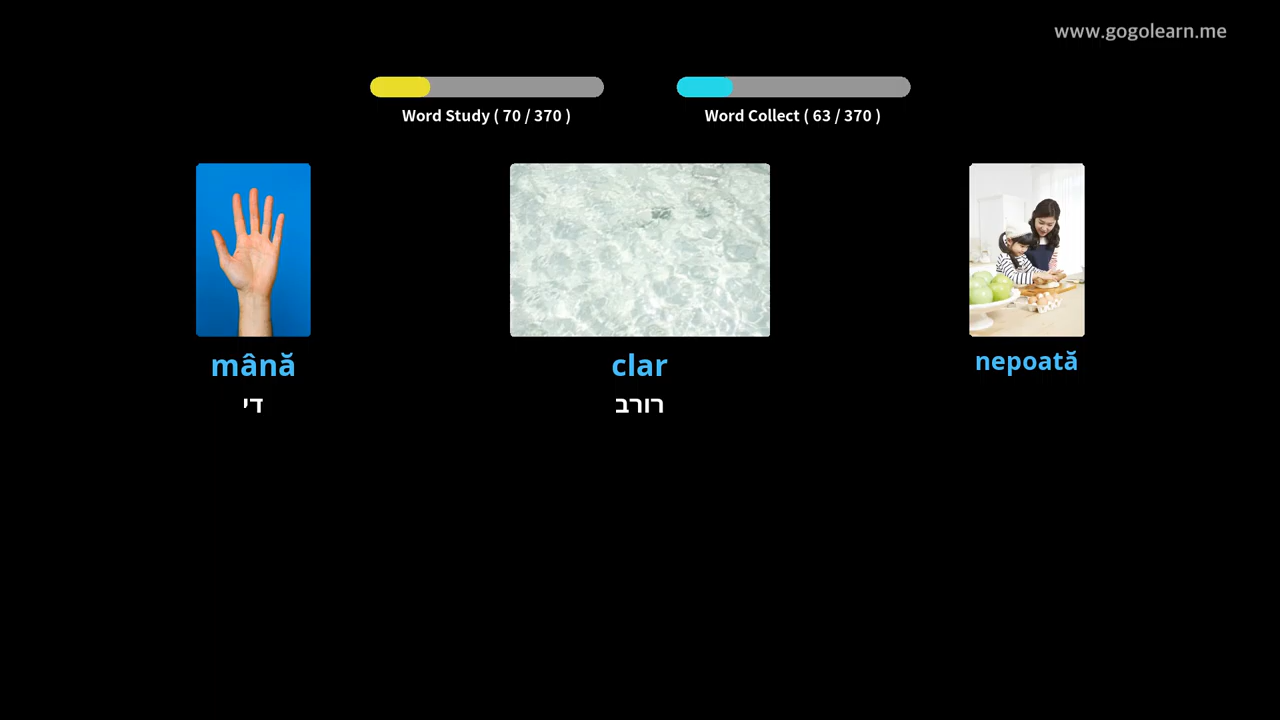 www.gogolearn.me
Word Study ( 70 / 370 )
Word Collect ( 63 / 370 )
mână
די
clar
רורב
nepoată